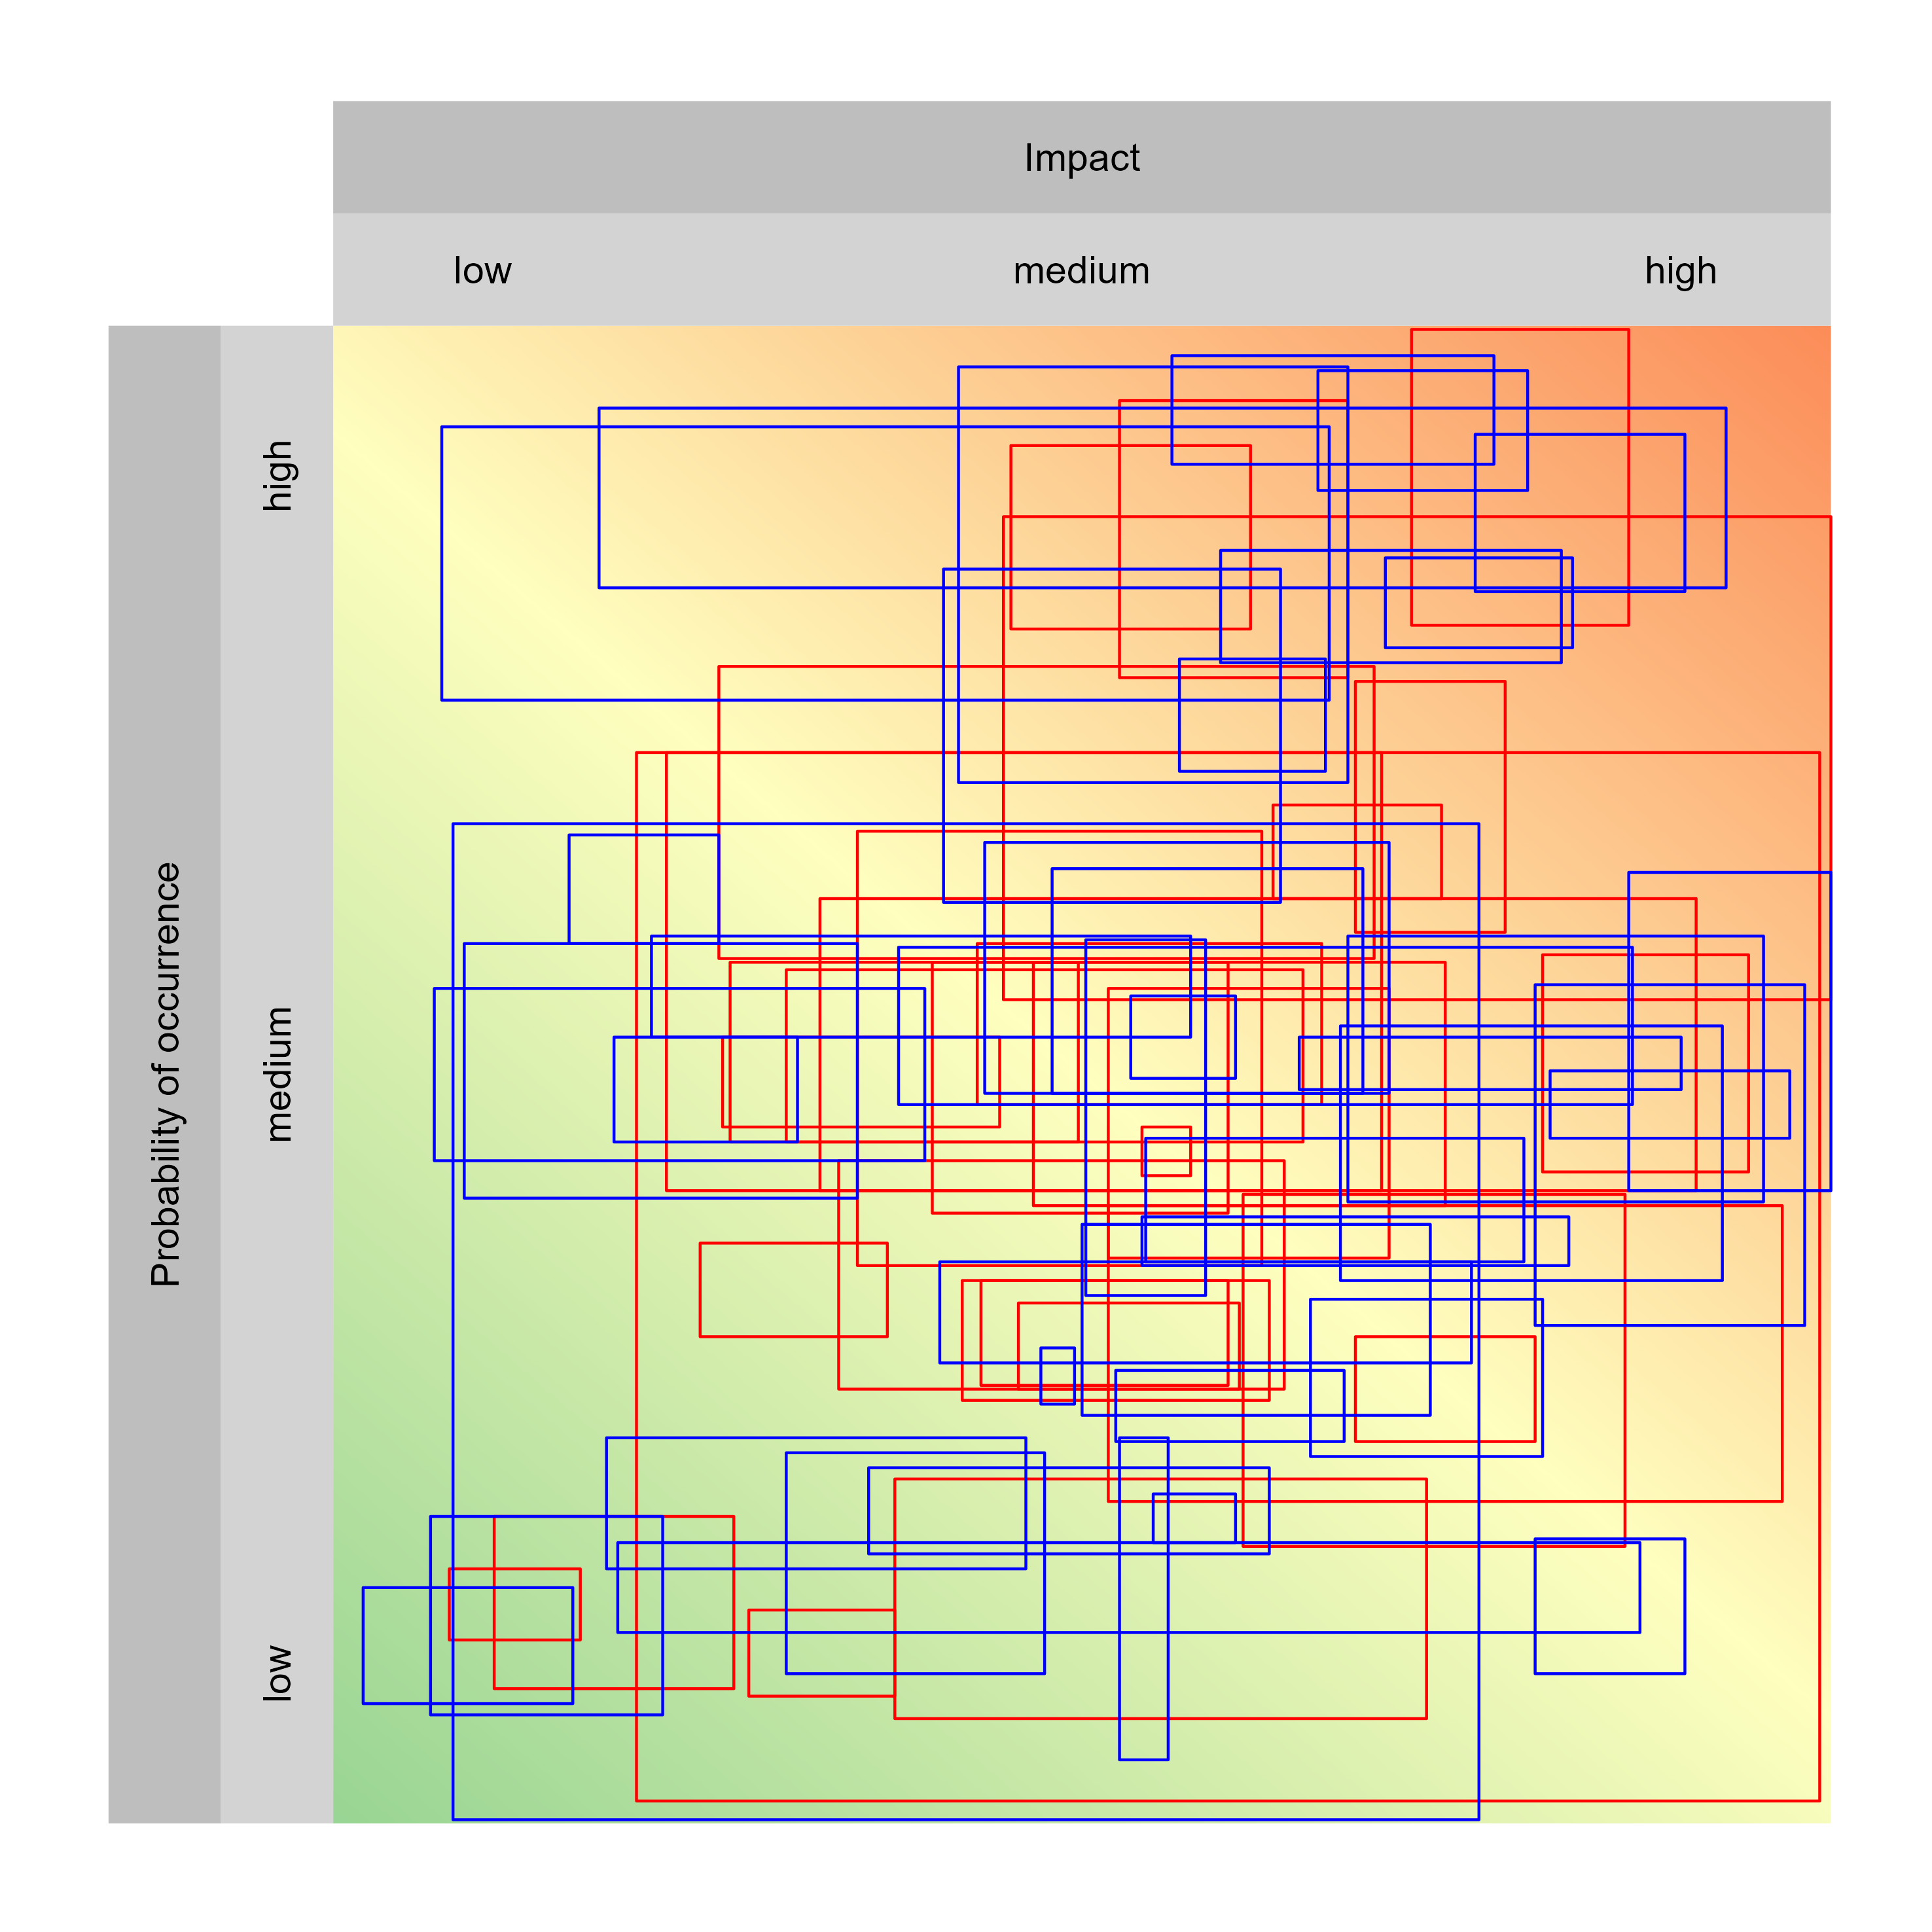 Impact
low medium high
Probability of occurrence
high
medium
low